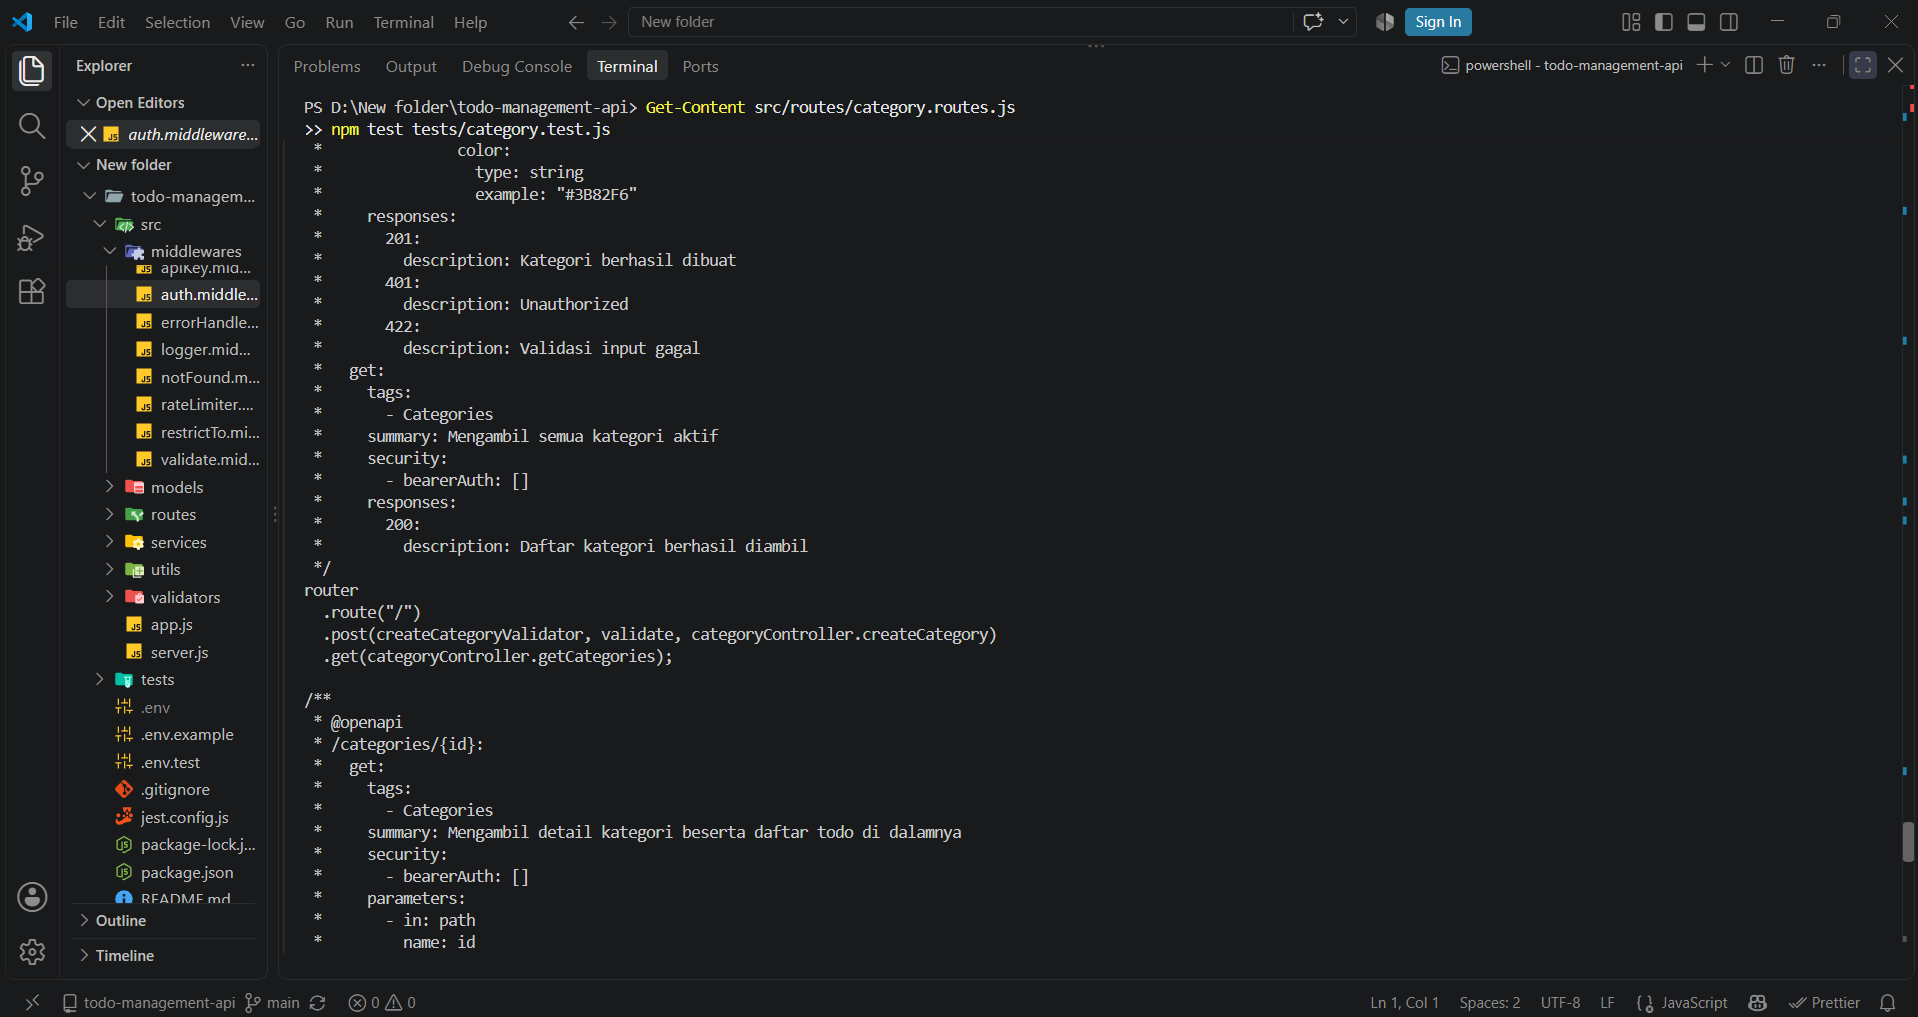 File Edit Selection View Go Run Terminal Help
New folder
Sign In
Explorer
Open Editors
auth.middleware...
New folder
todo-managem...
src
middlewares
apiKey.mid...
auth.middle...
errorHandle...
logger.mid...
notFound.m...
rateLimiter....
restrictTo.mi...
validate.mid...
models
routes
services
utils
validators
app.js
server.js
tests
.env
.env.example
.env.test
.gitignore
jest.config.js
package-lock.j...
package.json
README.md
Outline
Timeline
Problems Output Debug Console Terminal Ports
powershell - todo-management-api
PS D:\New folder\todo-management-api> Get-Content src/routes/category.routes.js
>> npm test tests/category.test.js
 *               color:
 *                 type: string
 *                 example: "#3B82F6"
 *     responses:
 *       201:
 *         description: Kategori berhasil dibuat
 *       401:
 *         description: Unauthorized
 *       422:
 *         description: Validasi input gagal
 *   get:
 *     tags:
 *       - Categories
 *     summary: Mengambil semua kategori aktif
 *     security:
 *       - bearerAuth: []
 *     responses:
 *       200:
 *         description: Daftar kategori berhasil diambil
 */
router
  .route("/")
  .post(createCategoryValidator, validate, categoryController.createCategory)
  .get(categoryController.getCategories);
/**
 * @openapi
 * /categories/{id}:
 *   get:
 *     tags:
 *       - Categories
 *     summary: Mengambil detail kategori beserta daftar todo di dalamnya
 *     security:
 *       - bearerAuth: []
 *     parameters:
 *       - in: path
 *         name: id
todo-management-api main 0 0
Ln 1, Col 1 Spaces: 2 UTF-8 LF {} JavaScript Prettier